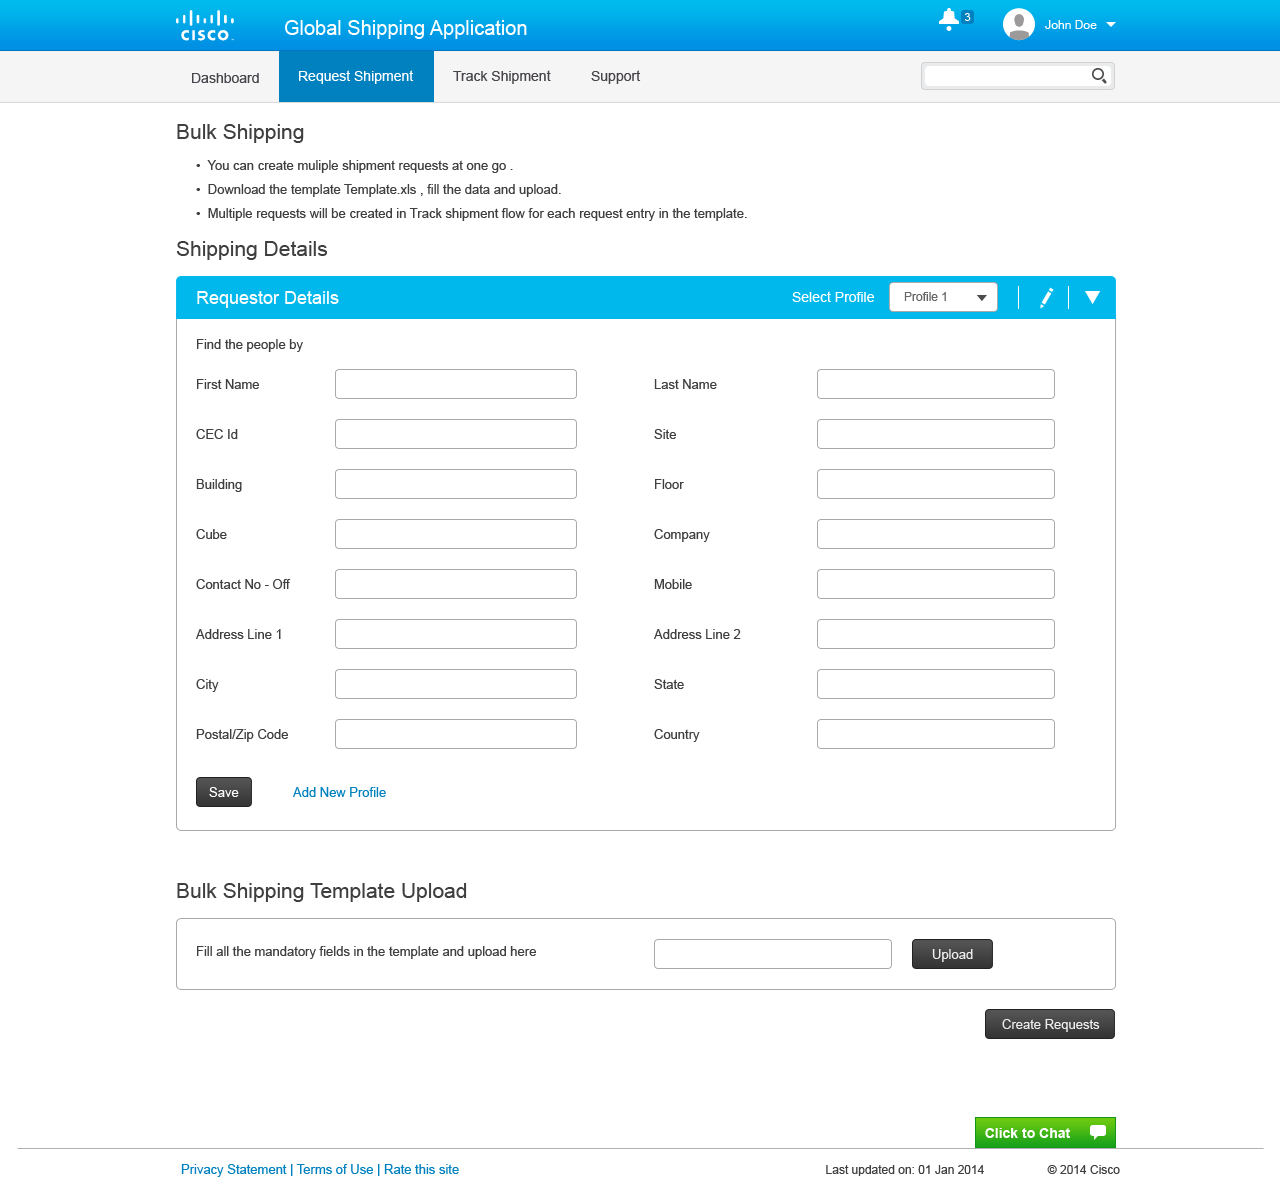 CISCO
Global Shipping Application
3
John Doe
Dashboard
Request Shipment
Track Shipment
Support
Bulk Shipping
• You can create muliple shipment requests at one go .
• Download the template Template.xls , fill the data and upload.
• Multiple requests will be created in Track shipment flow for each request entry in the template.
Shipping Details
Requestor Details
Select Profile
Profile 1
Find the people by
First Name
Last Name
CEC Id
Site
Building
Floor
Cube
Company
Contact No - Off
Mobile
Address Line 1
Address Line 2
City
State
Postal/Zip Code
Country
Save
Add New Profile
Bulk Shipping Template Upload
Fill all the mandatory fields in the template and upload here
Upload
Create Requests
Click to Chat
Privacy Statement | Terms of Use | Rate this site
Last updated on: 01 Jan 2014
© 2014 Cisco